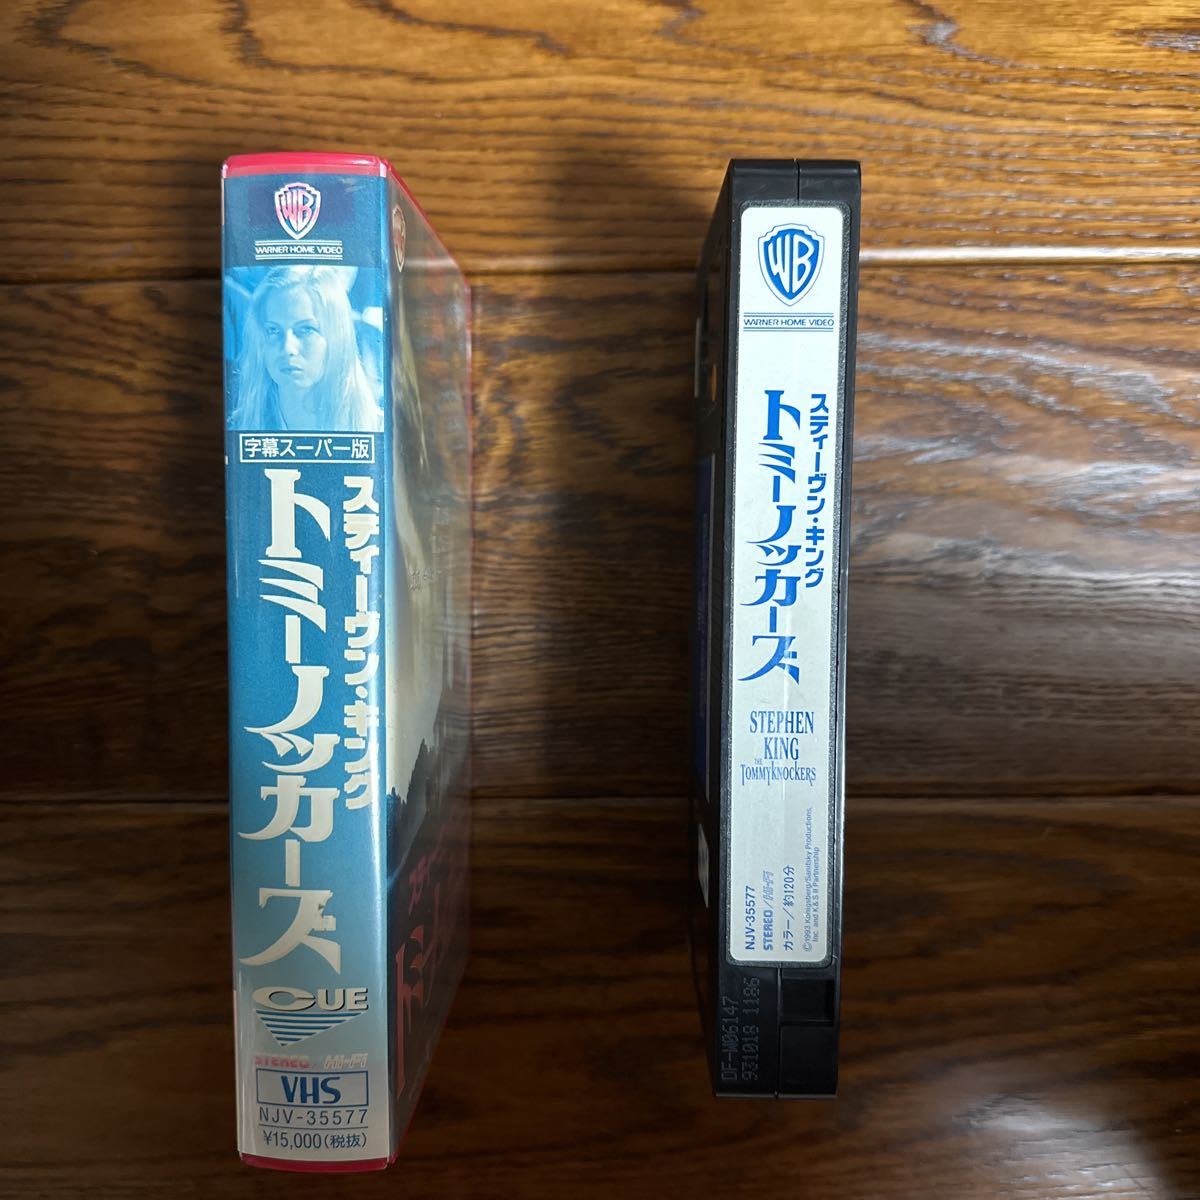 WB
WARNER HOME VIDEO
字幕スーパー版
スティーヴン・キング
トミーノッカーズ
CUE
STEREO/Hi-Fi
VHS
NJV-35577
¥15,000(税抜)
WB
WARNER HOME VIDEO
スティーヴン・キング
トミーノッカーズ
STEPHEN
KING
THE
TOMMYKNOCKERS
NJV-35577
STEREO/Hi-Fi
カラー/約120分
©1993 Konigsberg/Sanitsky Productions,
Inc. and K&S II Partnership
DF-W06147
931018 1186